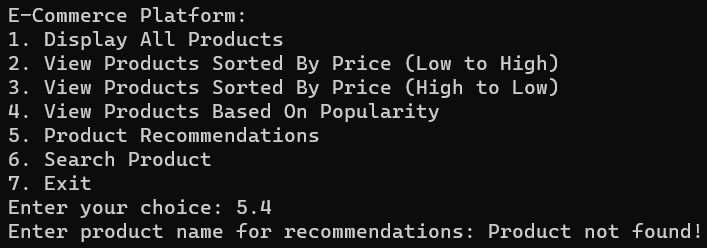 E-Commerce Platform:
1. Display All Products
2. View Products Sorted By Price (Low to High)
3. View Products Sorted By Price (High to Low)
4. View Products Based On Popularity
5. Product Recommendations
6. Search Product
7. Exit
Enter your choice: 5.4
Enter product name for recommendations: Product not found!